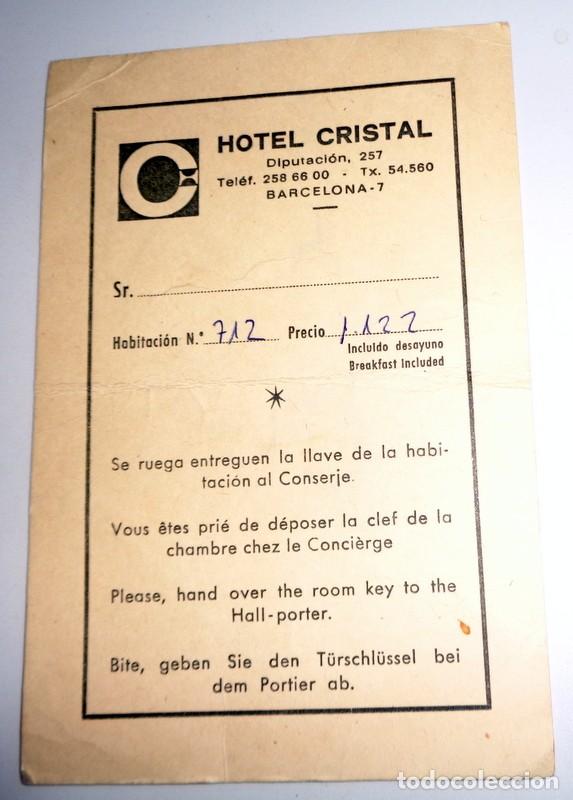 HOTEL CRISTAL
Diputación, 257
Teléf. 258 66 00 - Tx. 54.560
BARCELONA-7
Sr.
Habitación N.º 712 Precio 1.122
Incluido desayuno
Breakfast Included
Se ruega entreguen la llave de la habi-
tación al Conserje.
Vous êtes prié de déposer la clef de la
chambre chez le Concièrge
Please, hand over the room key to the
Hall-porter.
Bite, geben Sie den Türschlüssel bei
dem Portier ab.
todocoleccion